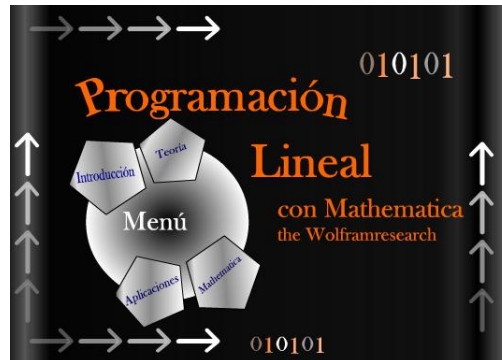 010101
Programación
Lineal
con Mathematica
the Wolframresearch
Introducción
Teoría
Menú
Aplicaciones
Mathematica
010101